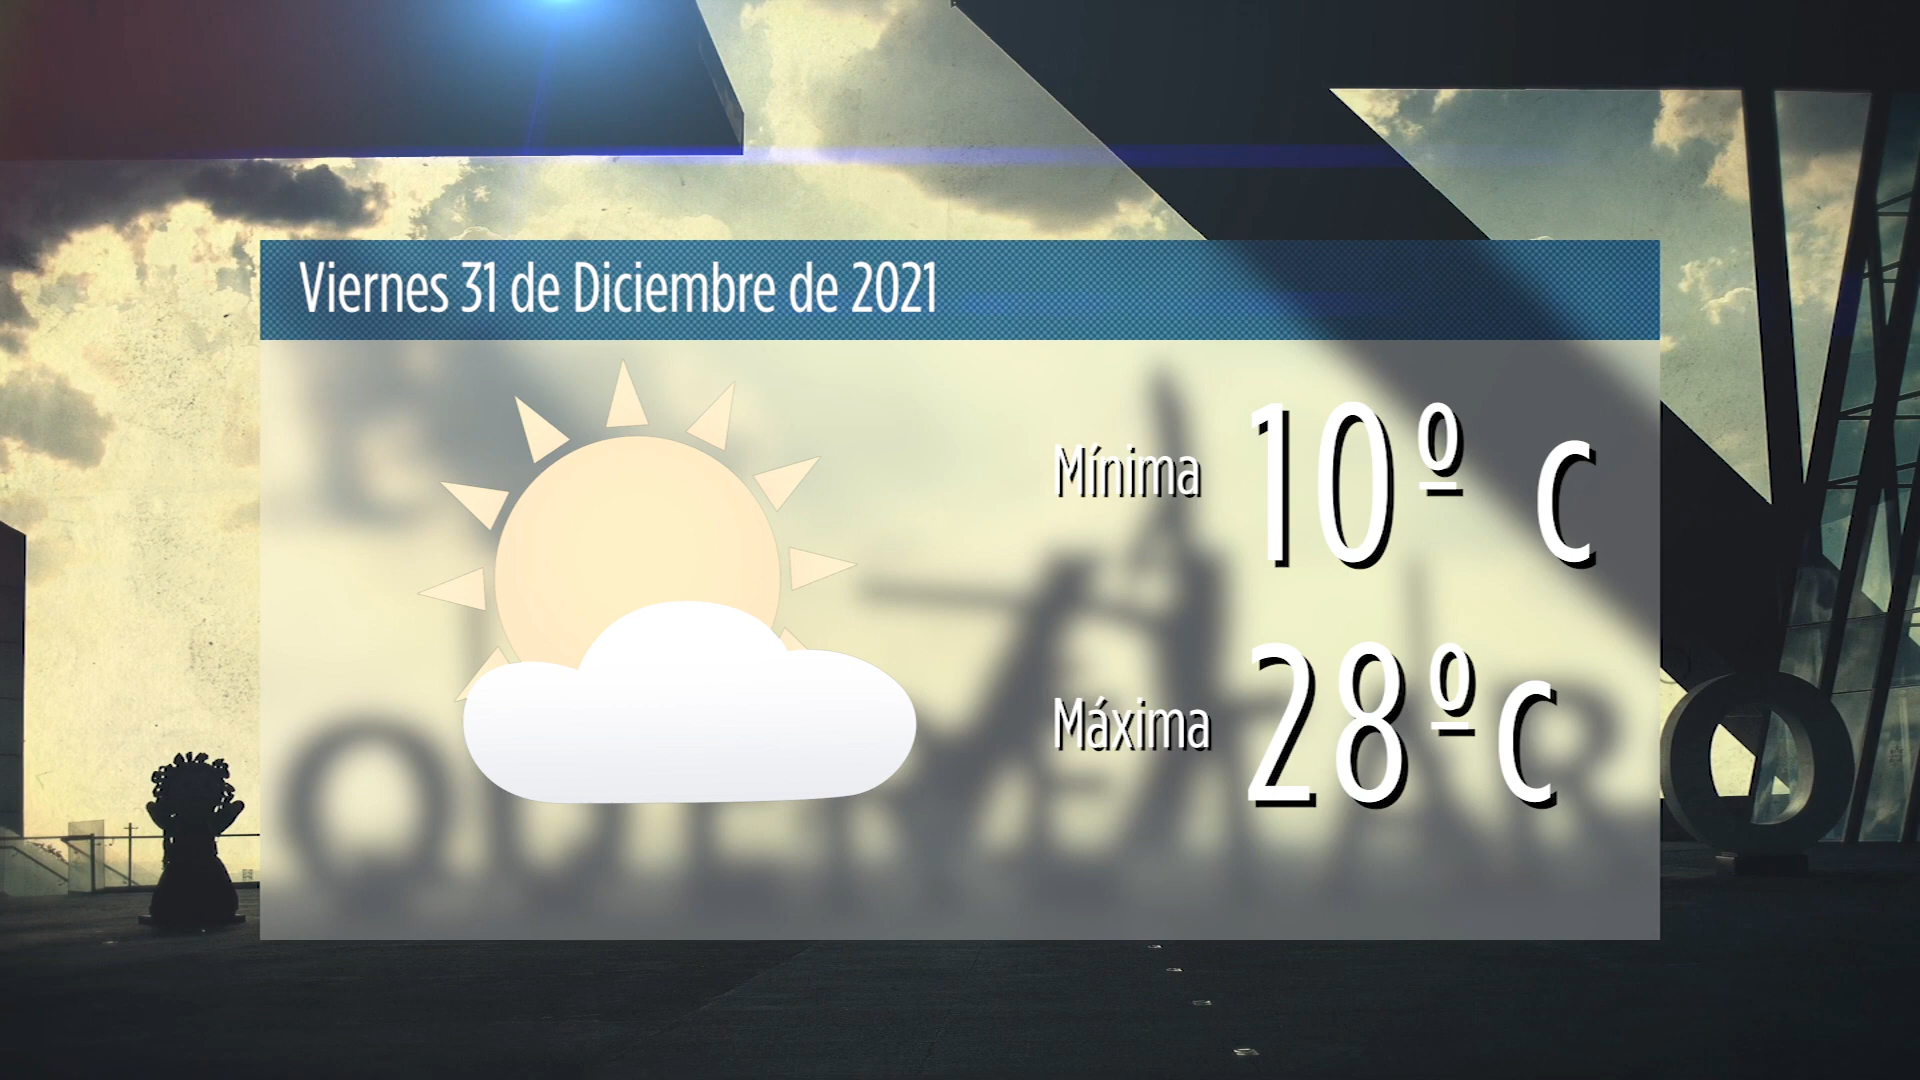 Viernes 31 de Diciembre de 2021
Mínima 10º c
Máxima 28ºc